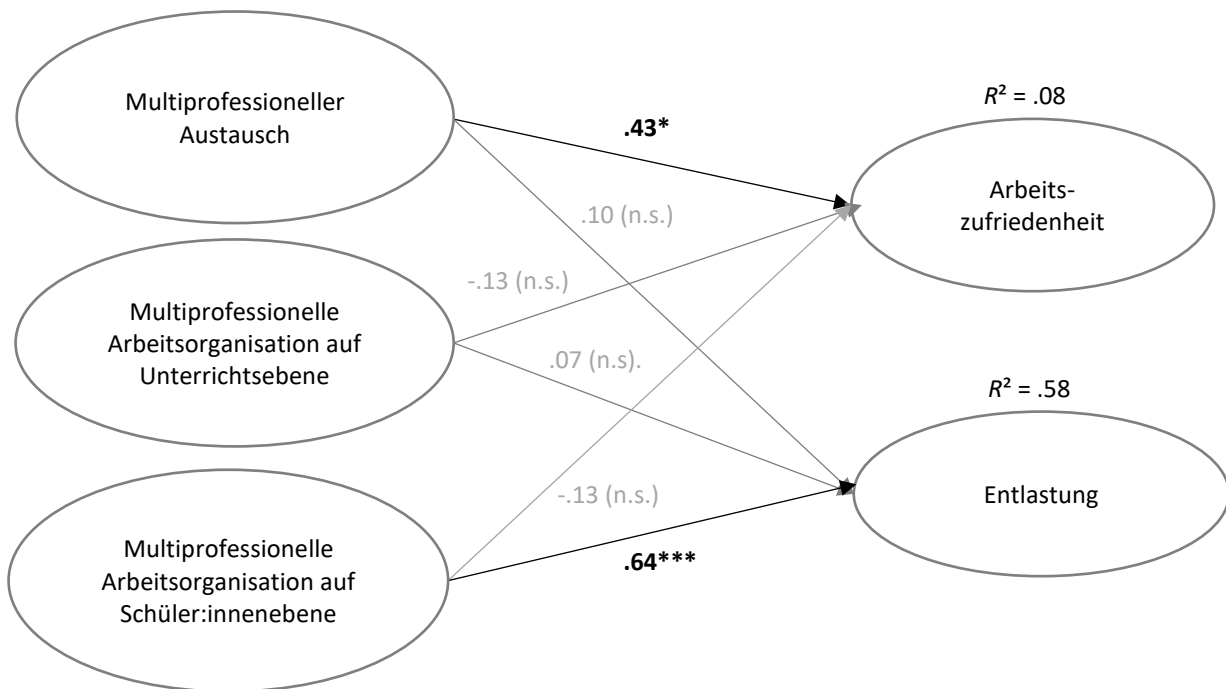 Multiprofessioneller
Austausch
Multiprofessionelle
Arbeitsorganisation auf
Unterrichtsebene
Multiprofessionelle
Arbeitsorganisation auf
Schüler:innenebene
.43*
.10 (n.s.)
-.13 (n.s.)
.07 (n.s).
-.13 (n.s.)
.64***
R² = .08
Arbeits-
zufriedenheit
R² = .58
Entlastung